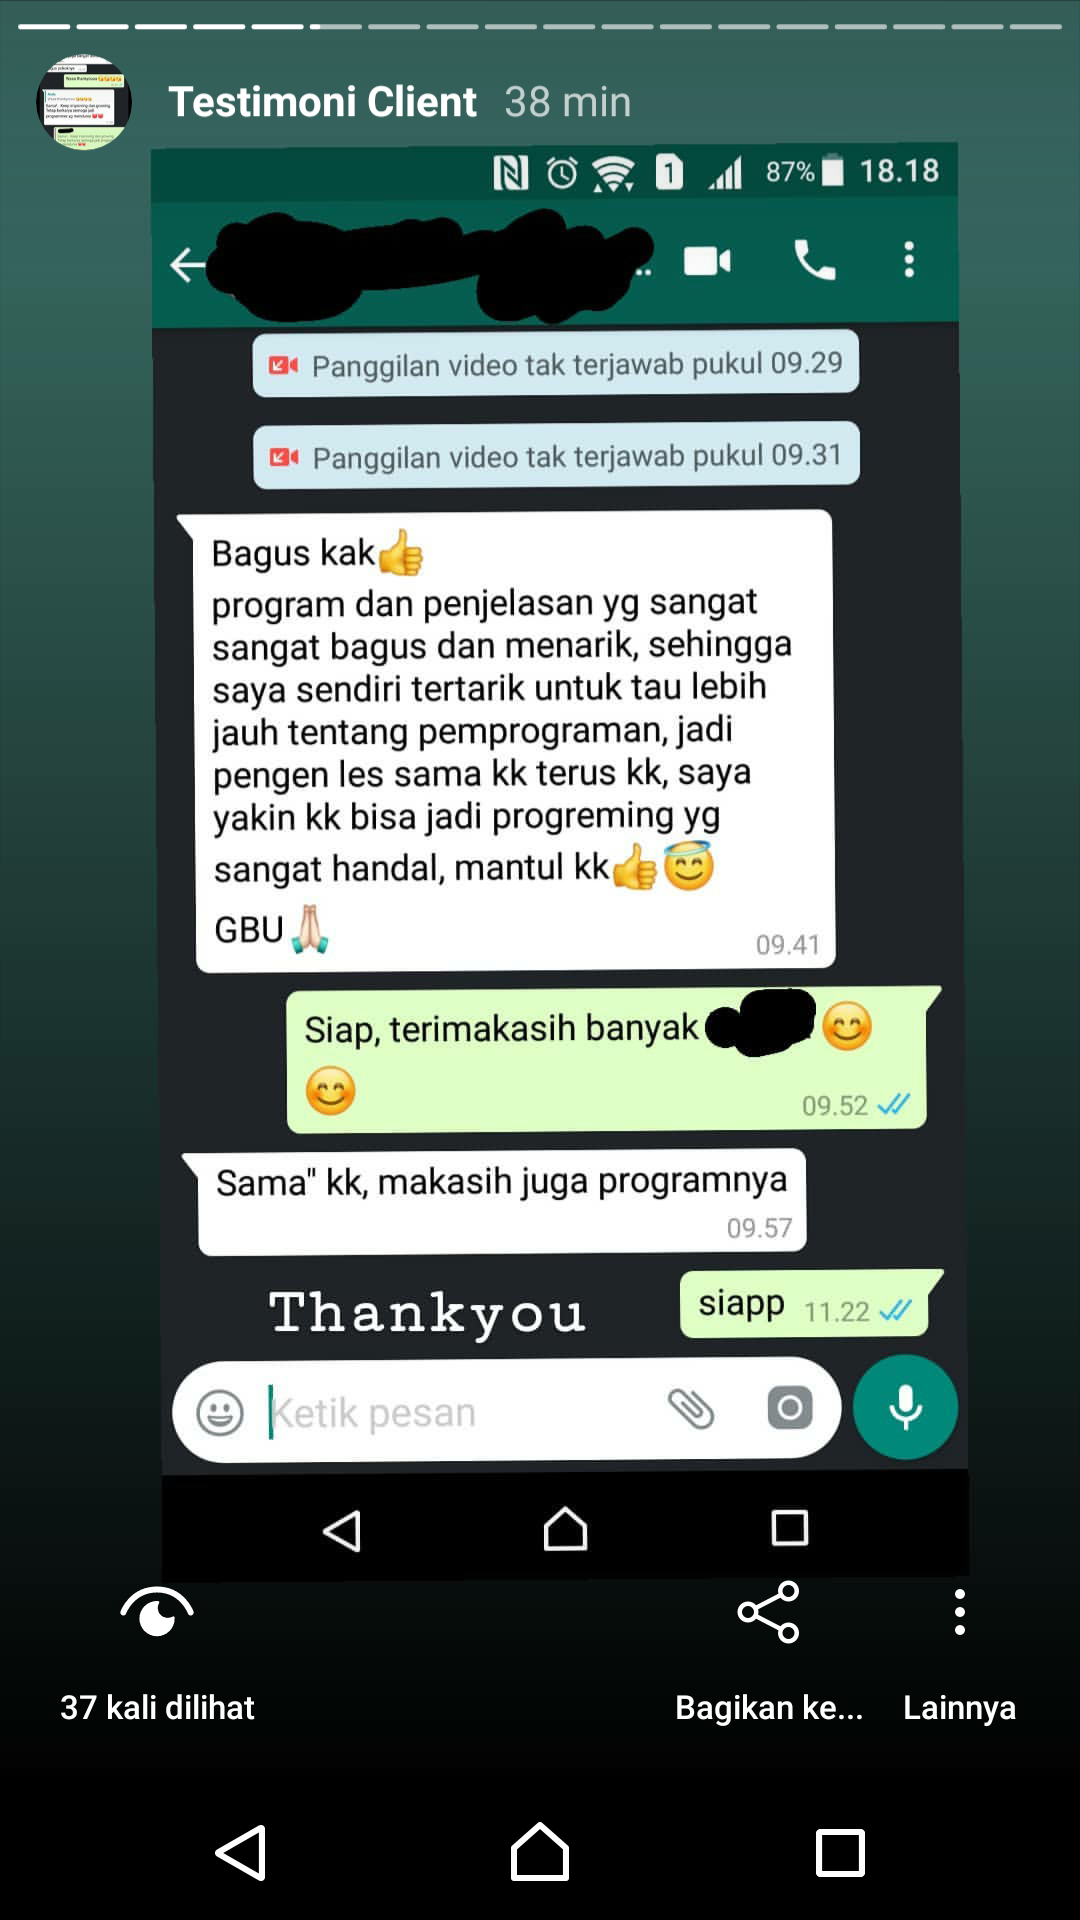 Testimoni Client 38 min
1 87% 18.18
..
Panggilan video tak terjawab pukul 09.29
Panggilan video tak terjawab pukul 09.31
Bagus kak👍
program dan penjelasan yg sangat
sangat bagus dan menarik, sehingga
saya sendiri tertarik untuk tau lebih
jauh tentang pemprograman, jadi
pengen les sama kk terus kk, saya
yakin kk bisa jadi progreming yg
sangat handal, mantul kk👍😇
GBU🙏🏻
09.41
Siap, terimakasih banyak 😊
😊
09.52
Sama" kk, makasih juga programnya
09.57
Thankyou
siapp 11.22
Ketik pesan
37 kali dilihat
Bagikan ke...
Lainnya